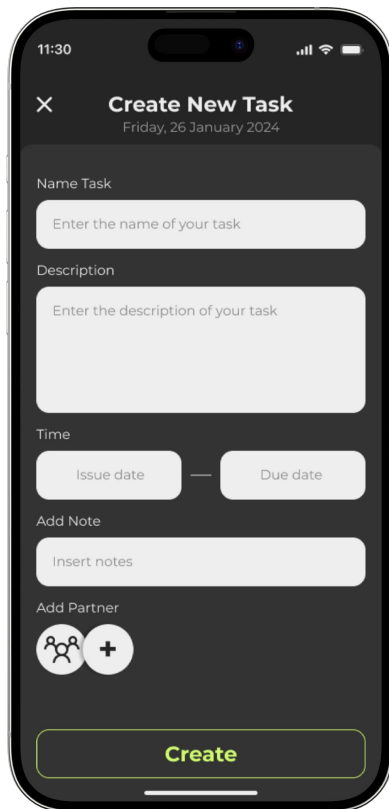 11:30
Create New Task
Friday, 26 January 2024
Name Task
Enter the name of your task
Description
Enter the description of your task
Time
Issue date — Due date
Add Note
Insert notes
Add Partner
+
Create